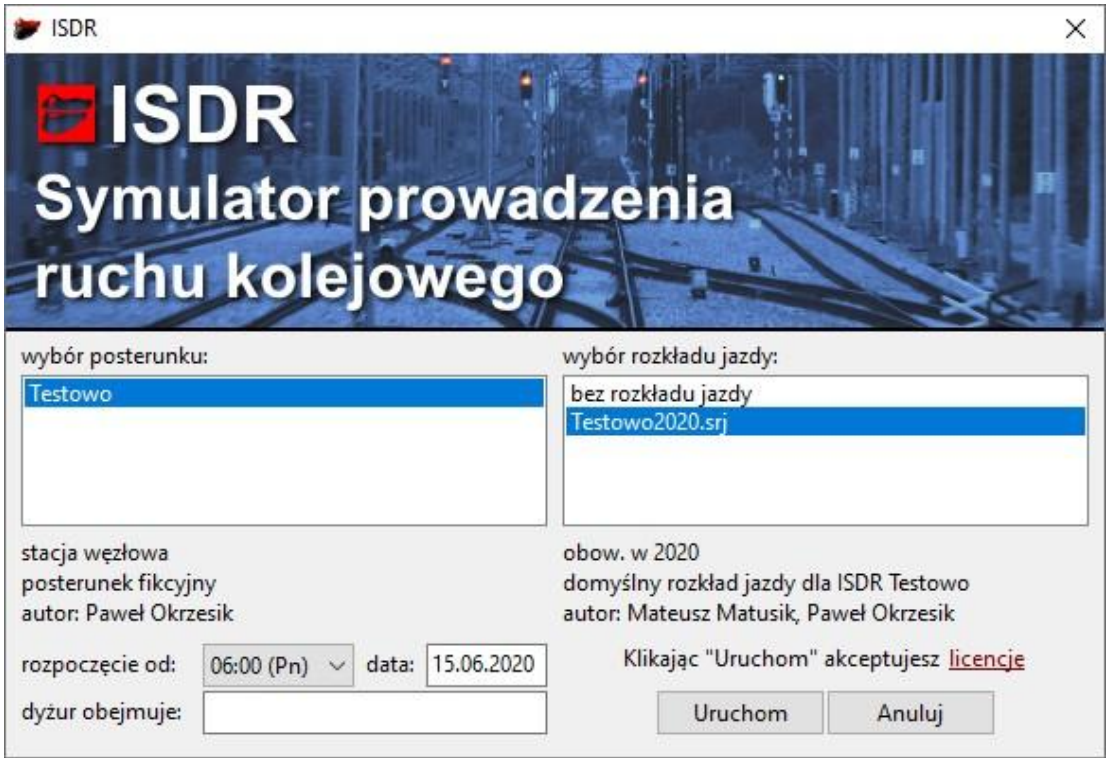 ISDR
ISDR
Symulator prowadzenia
ruchu kolejowego
wybór posterunku:
Testowo
wybór rozkładu jazdy:
bez rozkładu jazdy
Testowo2020.srj
stacja węzłowa
posterunek fikcyjny
autor: Paweł Okrzesik
obow. w 2020
domyślny rozkład jazdy dla ISDR Testowo
autor: Mateusz Matusik, Paweł Okrzesik
rozpoczęcie od: 06:00 (Pn) data: 15.06.2020
dyżur obejmuje:
Klikając "Uruchom" akceptujesz licencje
Uruchom Anuluj